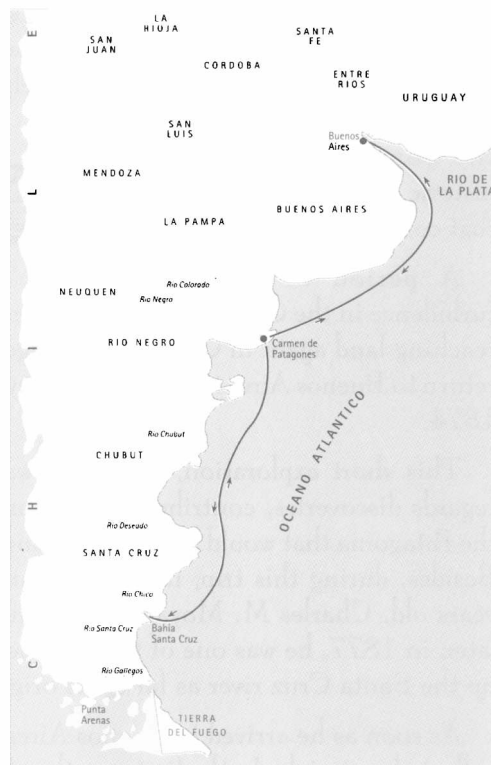 LA
RIOJA
SAN
JUAN
SANTA
FE
CORDOBA
ENTRE
RIOS
URUGUAY
SAN
LUIS
Buenos
Aires
MENDOZA
RIO DE
LA PLATA
BUENOS AIRES
LA PAMPA
NEUQUEN
Rio Colorado
Rio Negro
RIO NEGRO
Carmen de
Patagones
CHILE
OCEANO ATLANTICO
Rio Chubut
CHUBUT
Rio Deseado
SANTA CRUZ
Rio Chico
Rio Santa Cruz
Bahía
Santa Cruz
Rio Gallegos
Punta
Arenas
TIERRA
DEL FUEGO